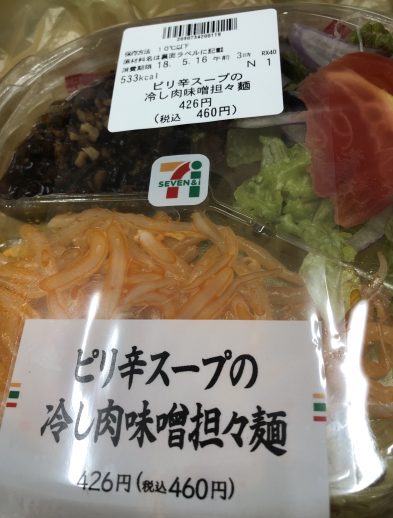 保存方法 10℃以下
原材料名は裏面ラベルに記載
消費期限 18. 5.16 午前 3時 RX40
533kcal N 1
ピリ辛スープの
冷し肉味噌担々麺
426円
(税込 460円)
7
SEVEN&i
ピリ辛スープの
冷し肉味噌担々麺
426円(税込460円)